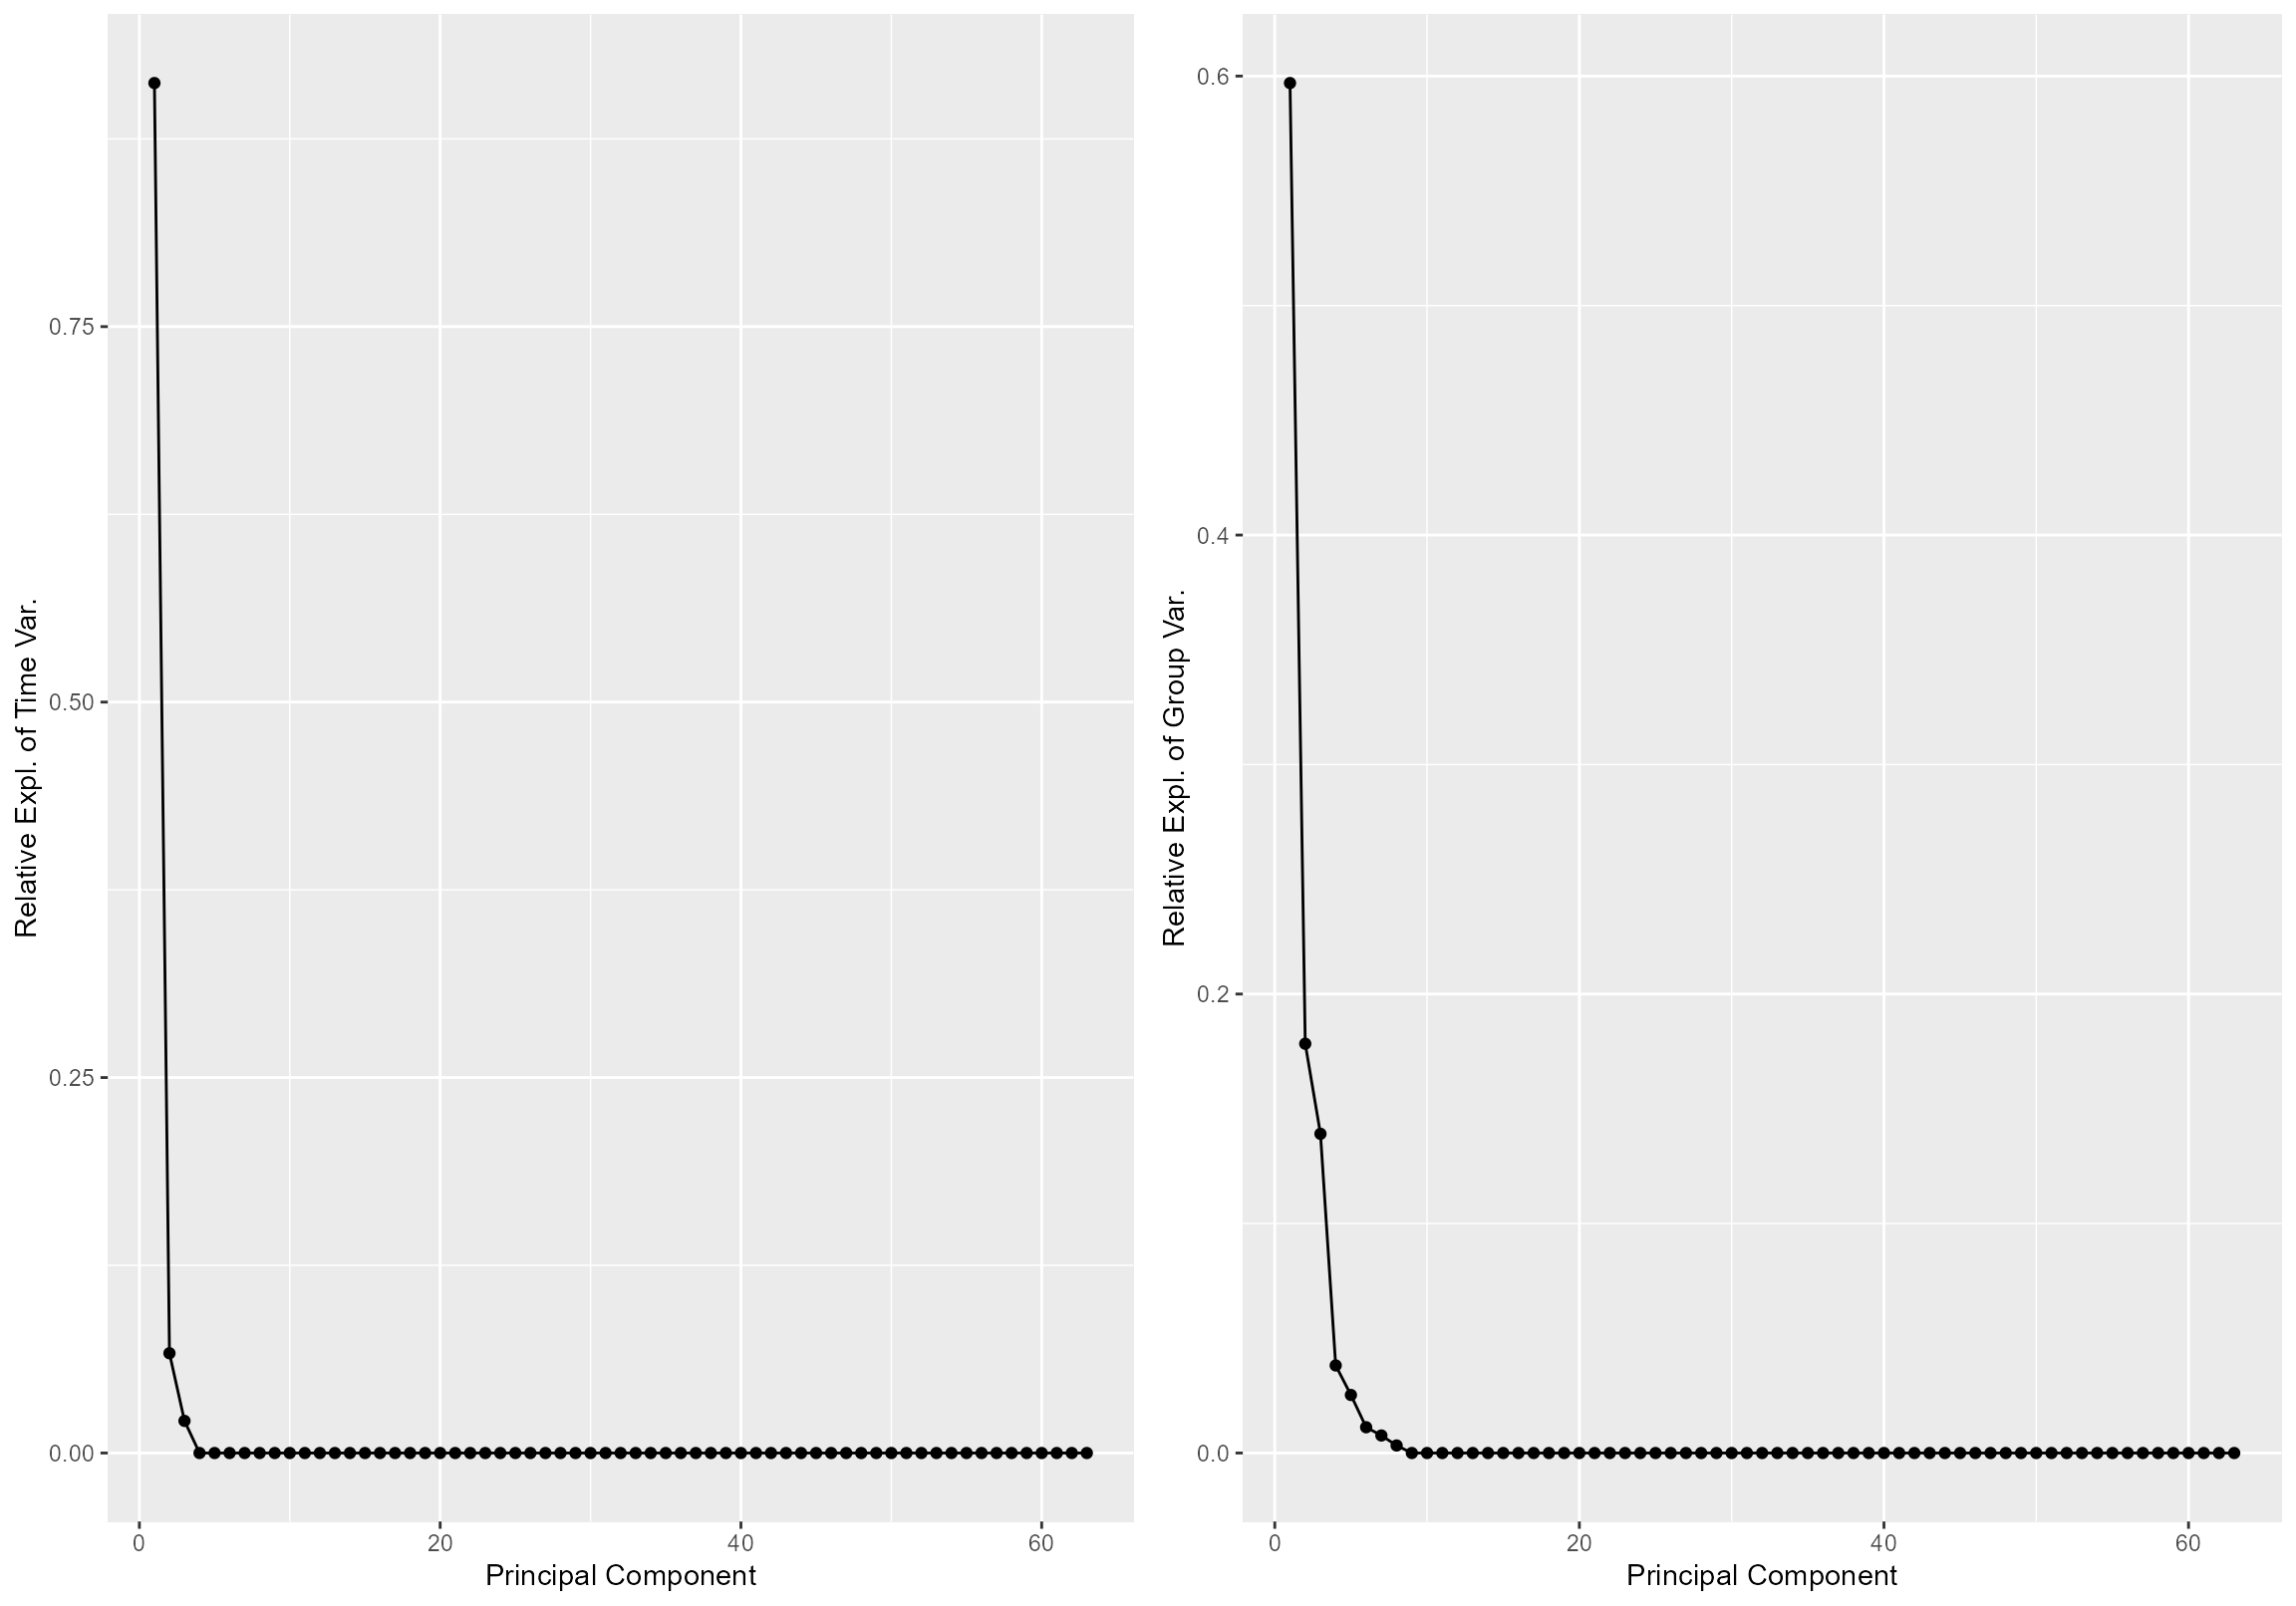 Relative Expl. of Time Var.
0.75
0.50
0.25
0.00
0 20 40 60
Principal Component
Relative Expl. of Group Var.
0.6
0.4
0.2
0.0
0 20 40 60
Principal Component